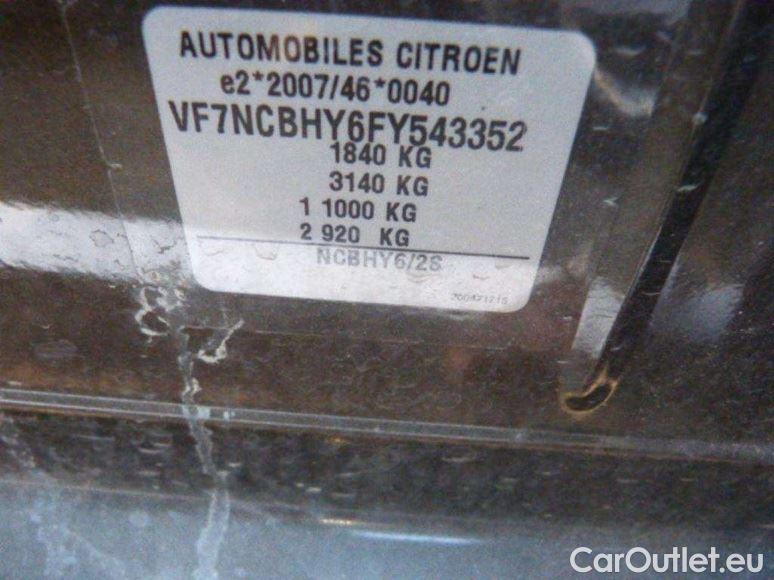 AUTOMOBILES CITROEN
e2*2007/46*0040
VF7NCBHY6FY543352
1840 KG
3140 KG
1 1000 KG
2 920 KG
NCBHY6/2S
CarOutlet.eu